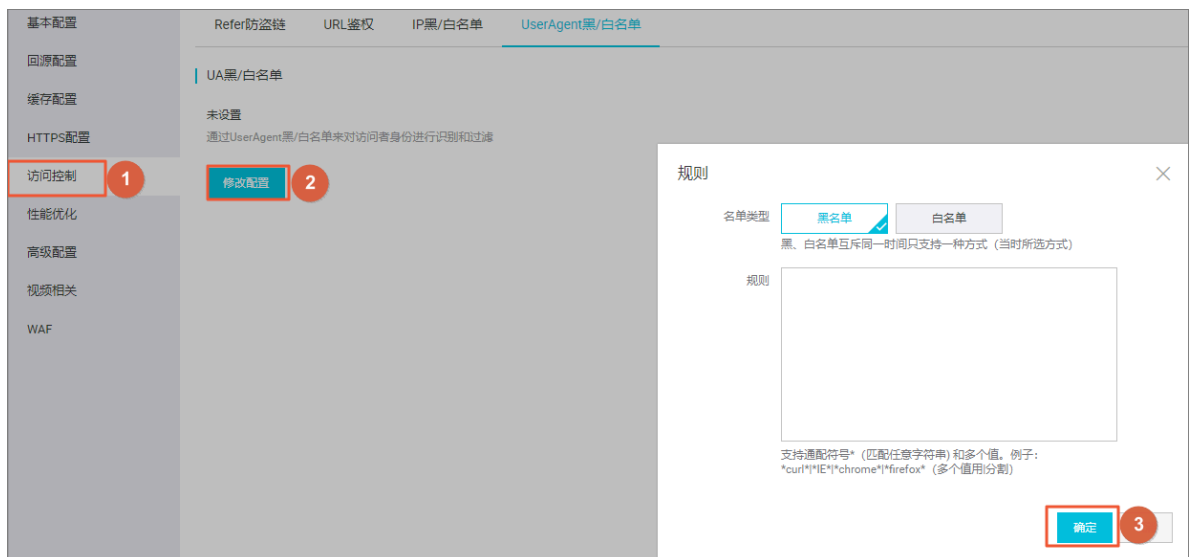 基本配置
回源配置
缓存配置
HTTPS配置
访问控制
1
性能优化
高级配置
视频相关
WAF
Refer防盗链 URL鉴权 IP黑/白名单 UserAgent黑/白名单
UA黑/白名单
未设置
通过UserAgent黑/白名单来对访问者身份进行识别和过滤
修改配置
2
规则
名单类型 黑名单 白名单
黑、白名单互斥同一时间只支持一种方式（当时所选方式）
规则
支持通配符号*（匹配任意字符串）和多个值。例子：
*curl*|*IE*|*chrome*|*firefox*（多个值用|分割）
确定
3